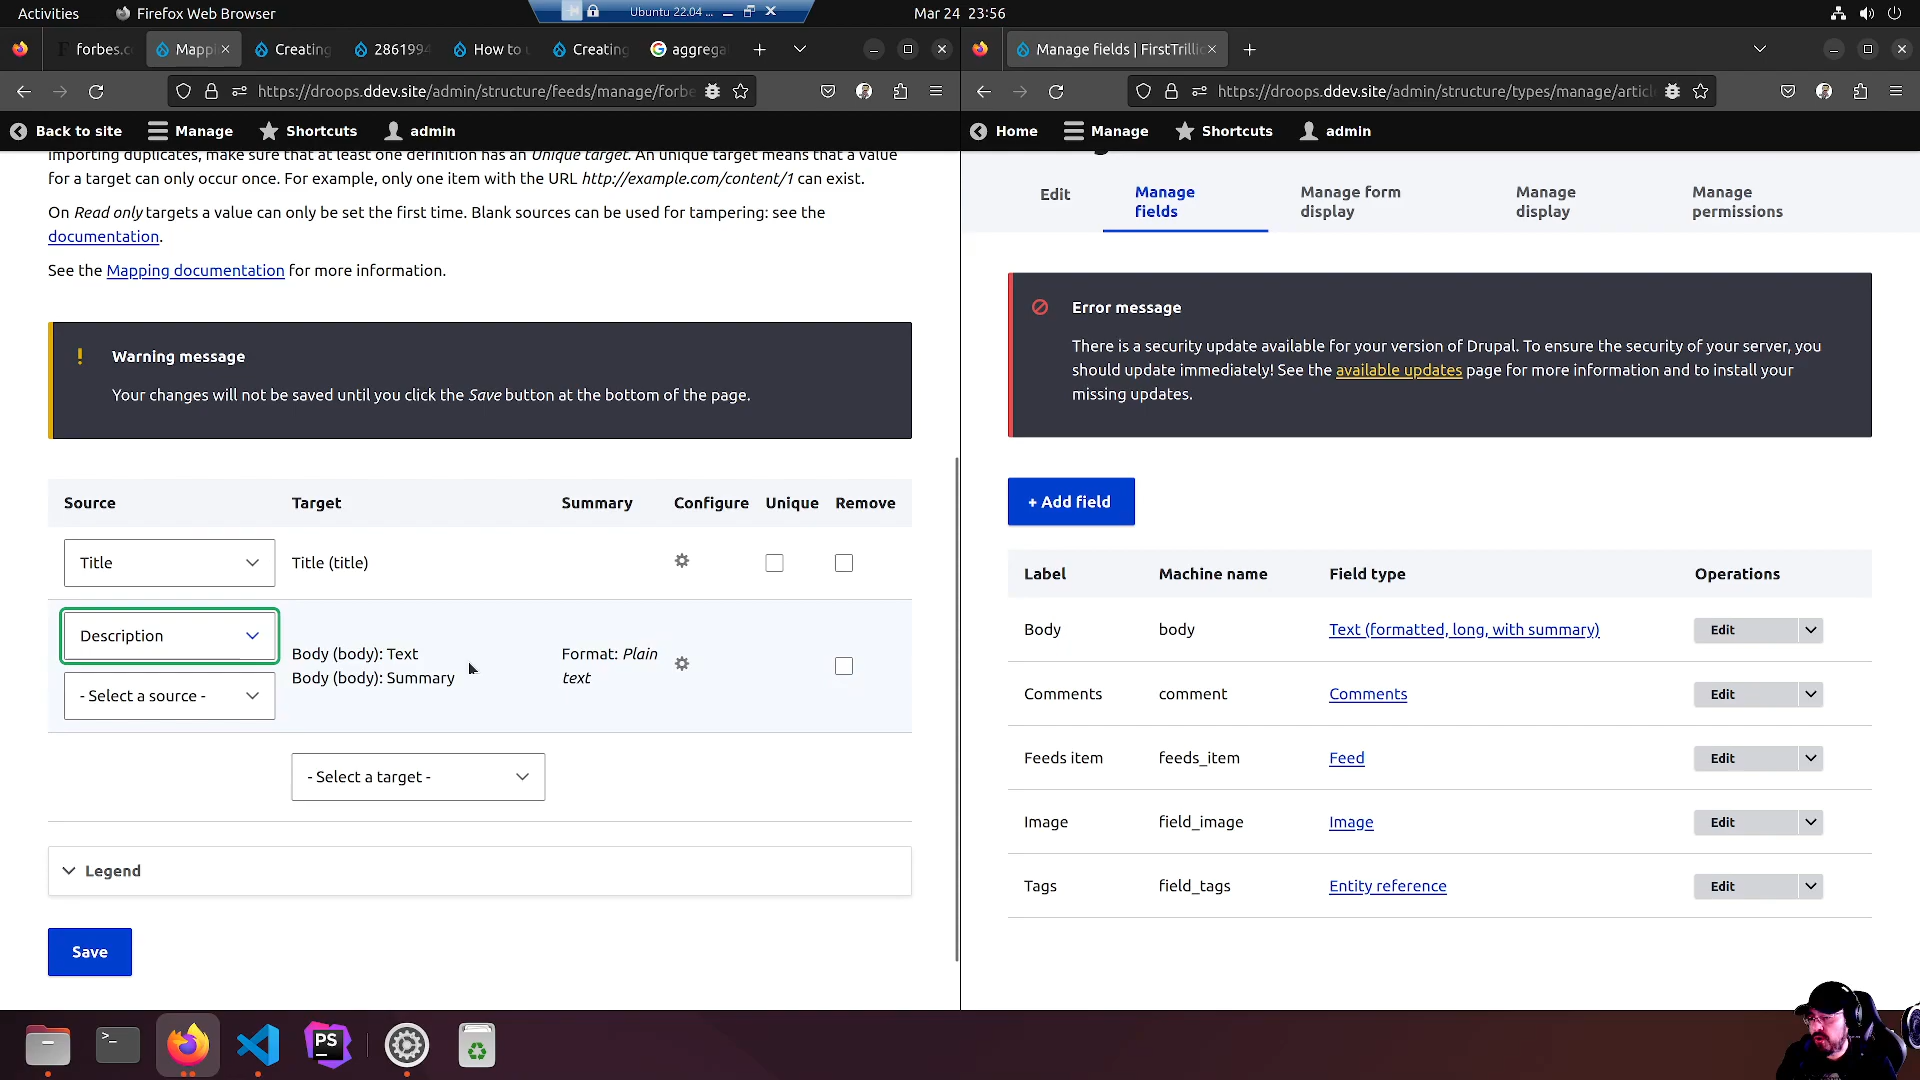 Activities
Firefox Web Browser
Ubuntu 22.04 ...
Mar 24 23:56
forbes.c
Mappi
Creating
2861994
How to
Creating
aggrega
Manage fields | FirstTrilli
https://droops.ddev.site/admin/structure/feeds/manage/forbe
https://droops.ddev.site/admin/structure/types/manage/articl
Back to site
Manage
Shortcuts
admin
Home
Manage
Shortcuts
admin
importing duplicates, make sure that at least one definition has an Unique target. An unique target means that a value
for a target can only occur once. For example, only one item with the URL http://example.com/content/1 can exist.
On Read only targets a value can only be set the first time. Blank sources can be used for tampering: see the
documentation.
See the Mapping documentation for more information.
Warning message
Your changes will not be saved until you click the Save button at the bottom of the page.
Source Target Summary Configure Unique Remove
Title Title (title)
Description
- Select a source -
Body (body): Text
Body (body): Summary
Format: Plain
text
- Select a target -
Legend
Save
Edit
Manage
fields
Manage form
display
Manage
display
Manage
permissions
Error message
There is a security update available for your version of Drupal. To ensure the security of your server, you
should update immediately! See the available updates page for more information and to install your
missing updates.
+ Add field
Label Machine name Field type Operations
Body body Text (formatted, long, with summary) Edit
Comments comment Comments Edit
Feeds item feeds_item Feed Edit
Image field_image Image Edit
Tags field_tags Entity reference Edit
PS